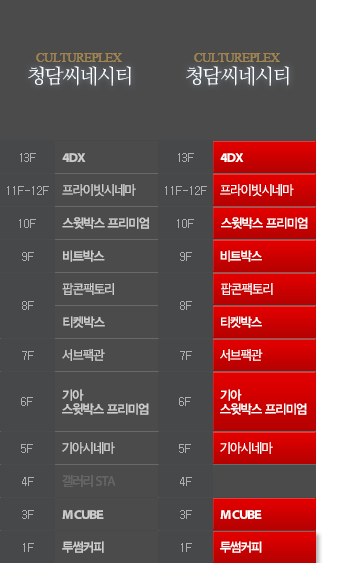 CULTUREPLEX
청담씨네시티
13F 4DX
11F-12F 프라이빗시네마
10F 스윗박스 프리미엄
9F 비트박스
8F 팝콘팩토리
티켓박스
7F 서브팩관
6F 기아
스윗박스 프리미엄
5F 기아시네마
4F 갤러리 STA
3F M CUBE
1F 투썸커피
CULTUREPLEX
청담씨네시티
13F 4DX
11F-12F 프라이빗시네마
10F 스윗박스 프리미엄
9F 비트박스
8F 팝콘팩토리
티켓박스
7F 서브팩관
6F 기아
스윗박스 프리미엄
5F 기아시네마
4F
3F M CUBE
1F 투썸커피